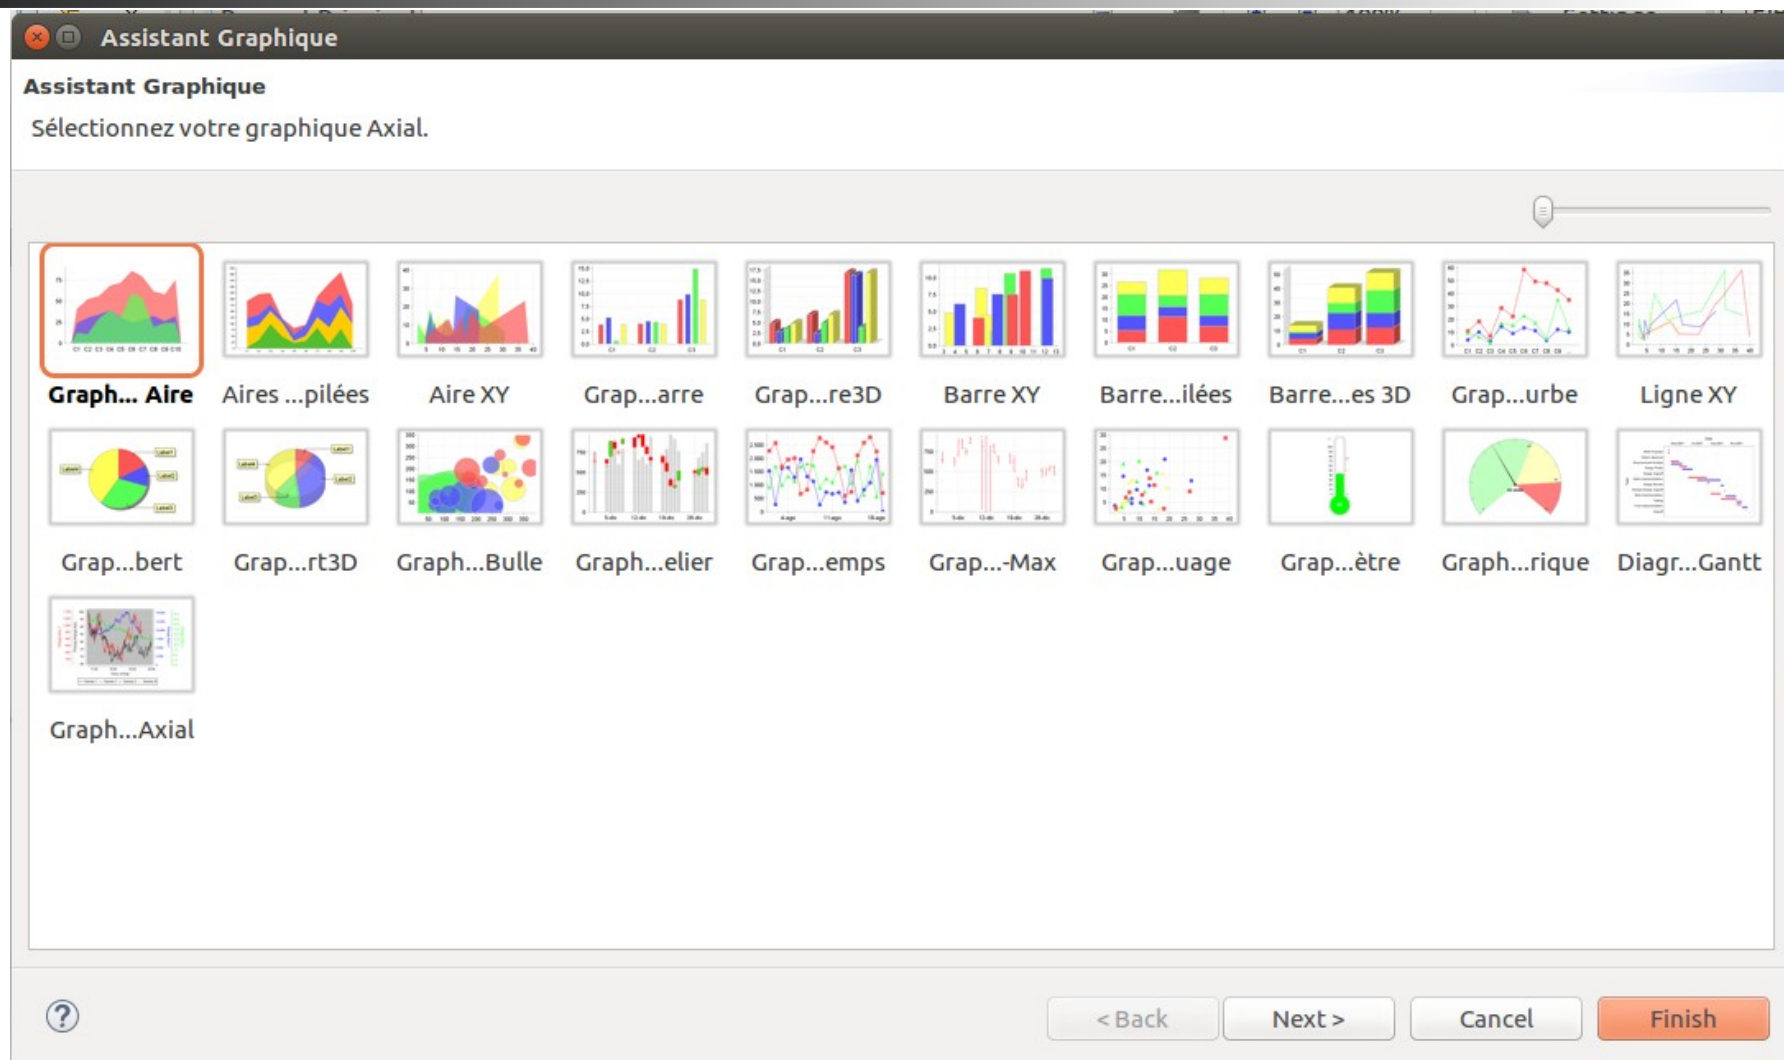 Assistant Graphique
Assistant Graphique
Sélectionnez votre graphique Axial.
Graph... Aire
Aires ...pilées
Aire XY
Grap...arre
Grap...re3D
Barre XY
Barre...ilées
Barre...es 3D
Grap...urbe
Ligne XY
Grap...bert
Grap...rt3D
Graph...Bulle
Graph...elier
Grap...emps
Grap...-Max
Grap...uage
Grap...ètre
Graph...rique
Diagr...Gantt
Graph...Axial
?
< Back
Next >
Cancel
Finish